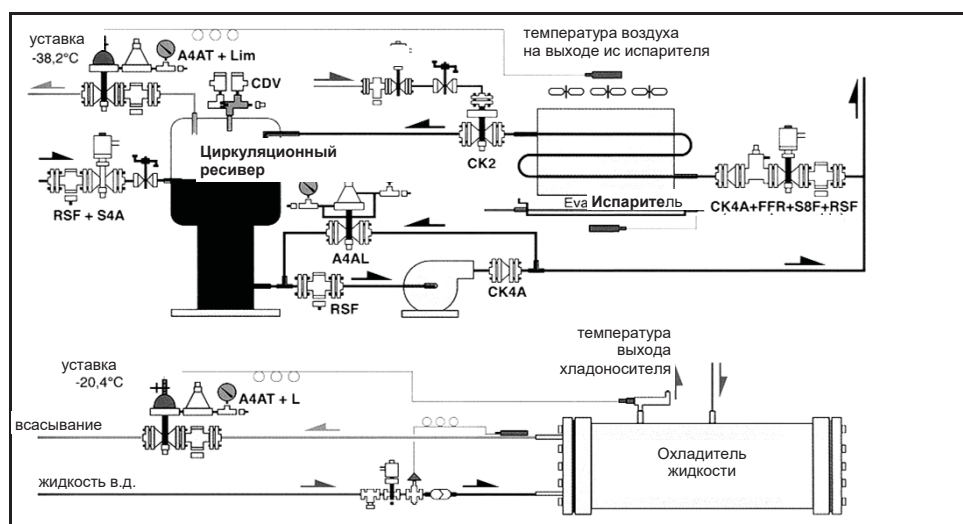 уставка
-38,2°C
A4AT + Lim
CDV
температура воздуха
на выходе ис испарителя
Циркуляционный
ресивер
CK2
RSF + S4A
Eva Испаритель
CK4A+FFR+S8F+RSF
A4AL
CK4A
RSF
уставка
-20,4°C
A4AT + L
температура
выхода
хладоносителя
всасывание
Охладитель
жидкости
жидкость в.д.